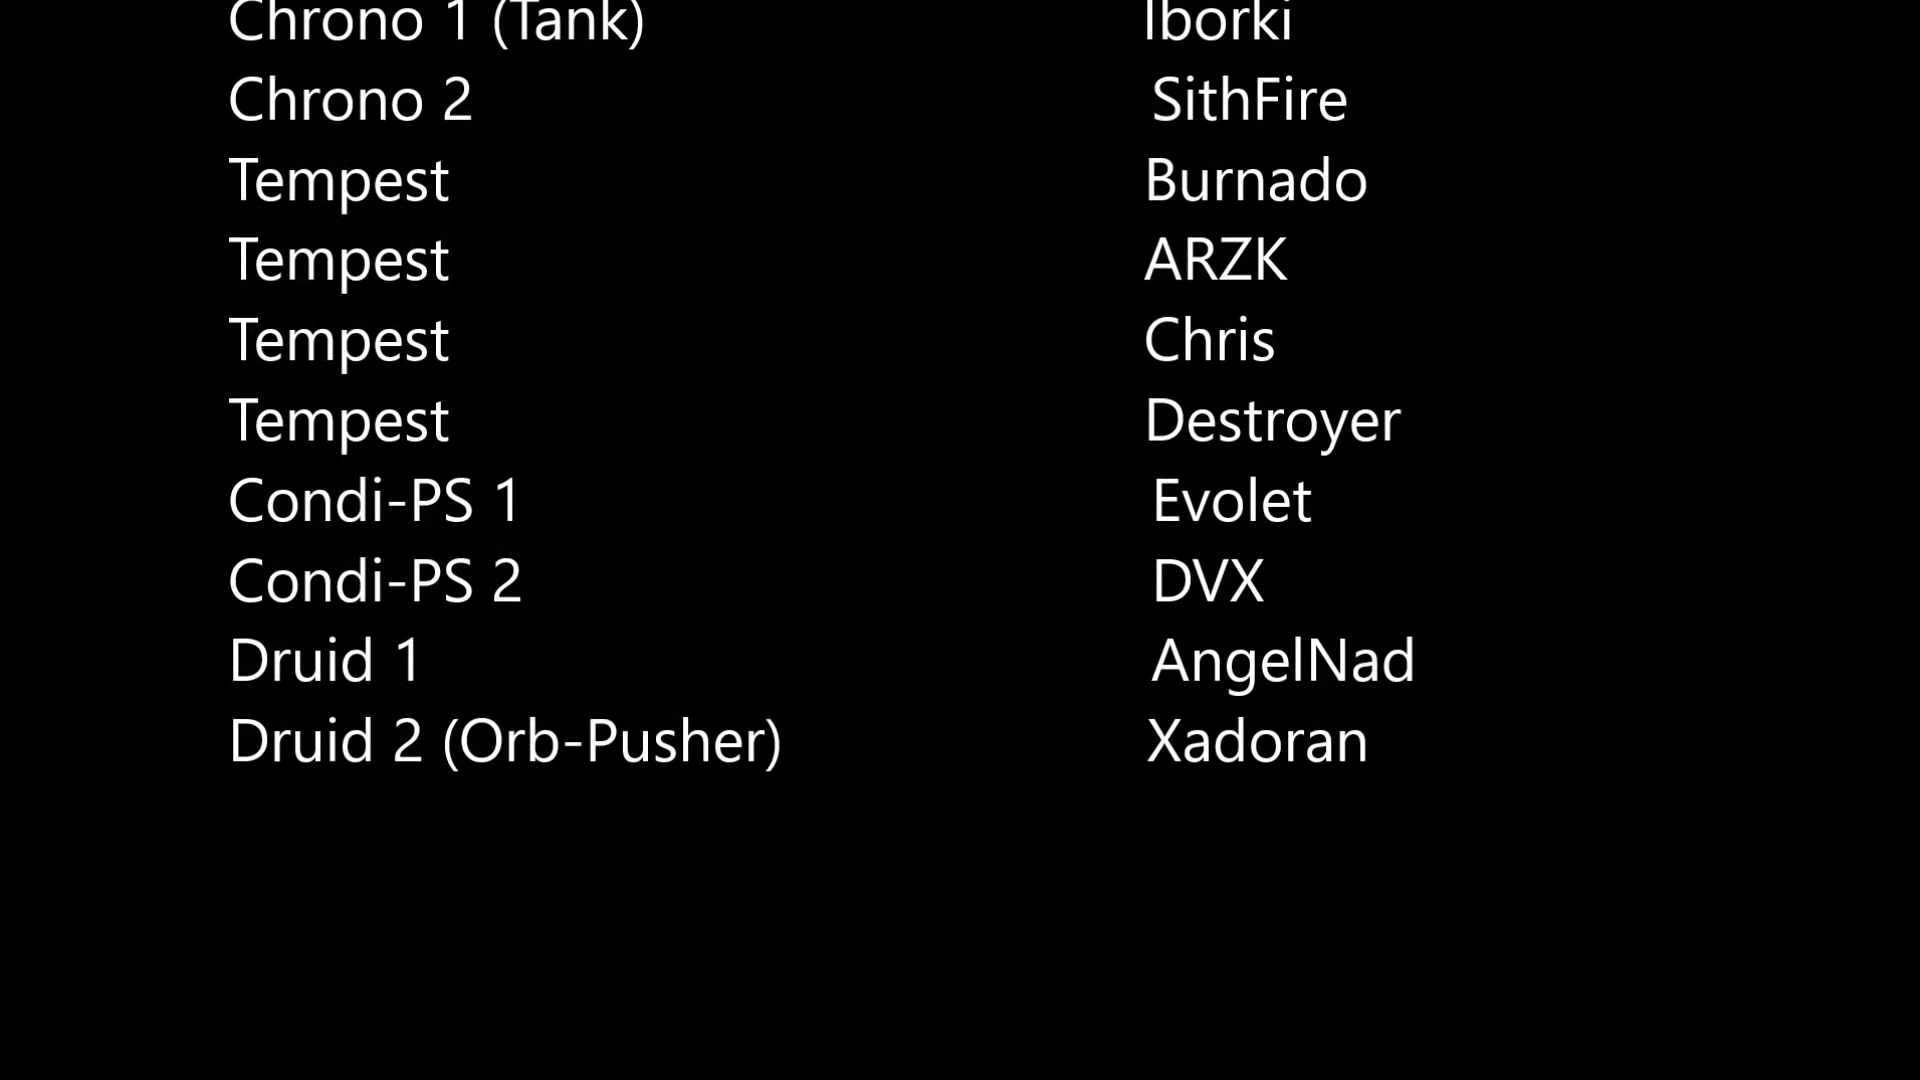 Chrono 1 (Tank) Iborki
Chrono 2 SithFire
Tempest Burnado
Tempest ARZK
Tempest Chris
Tempest Destroyer
Condi-PS 1 Evolet
Condi-PS 2 DVX
Druid 1 AngelNad
Druid 2 (Orb-Pusher) Xadoran